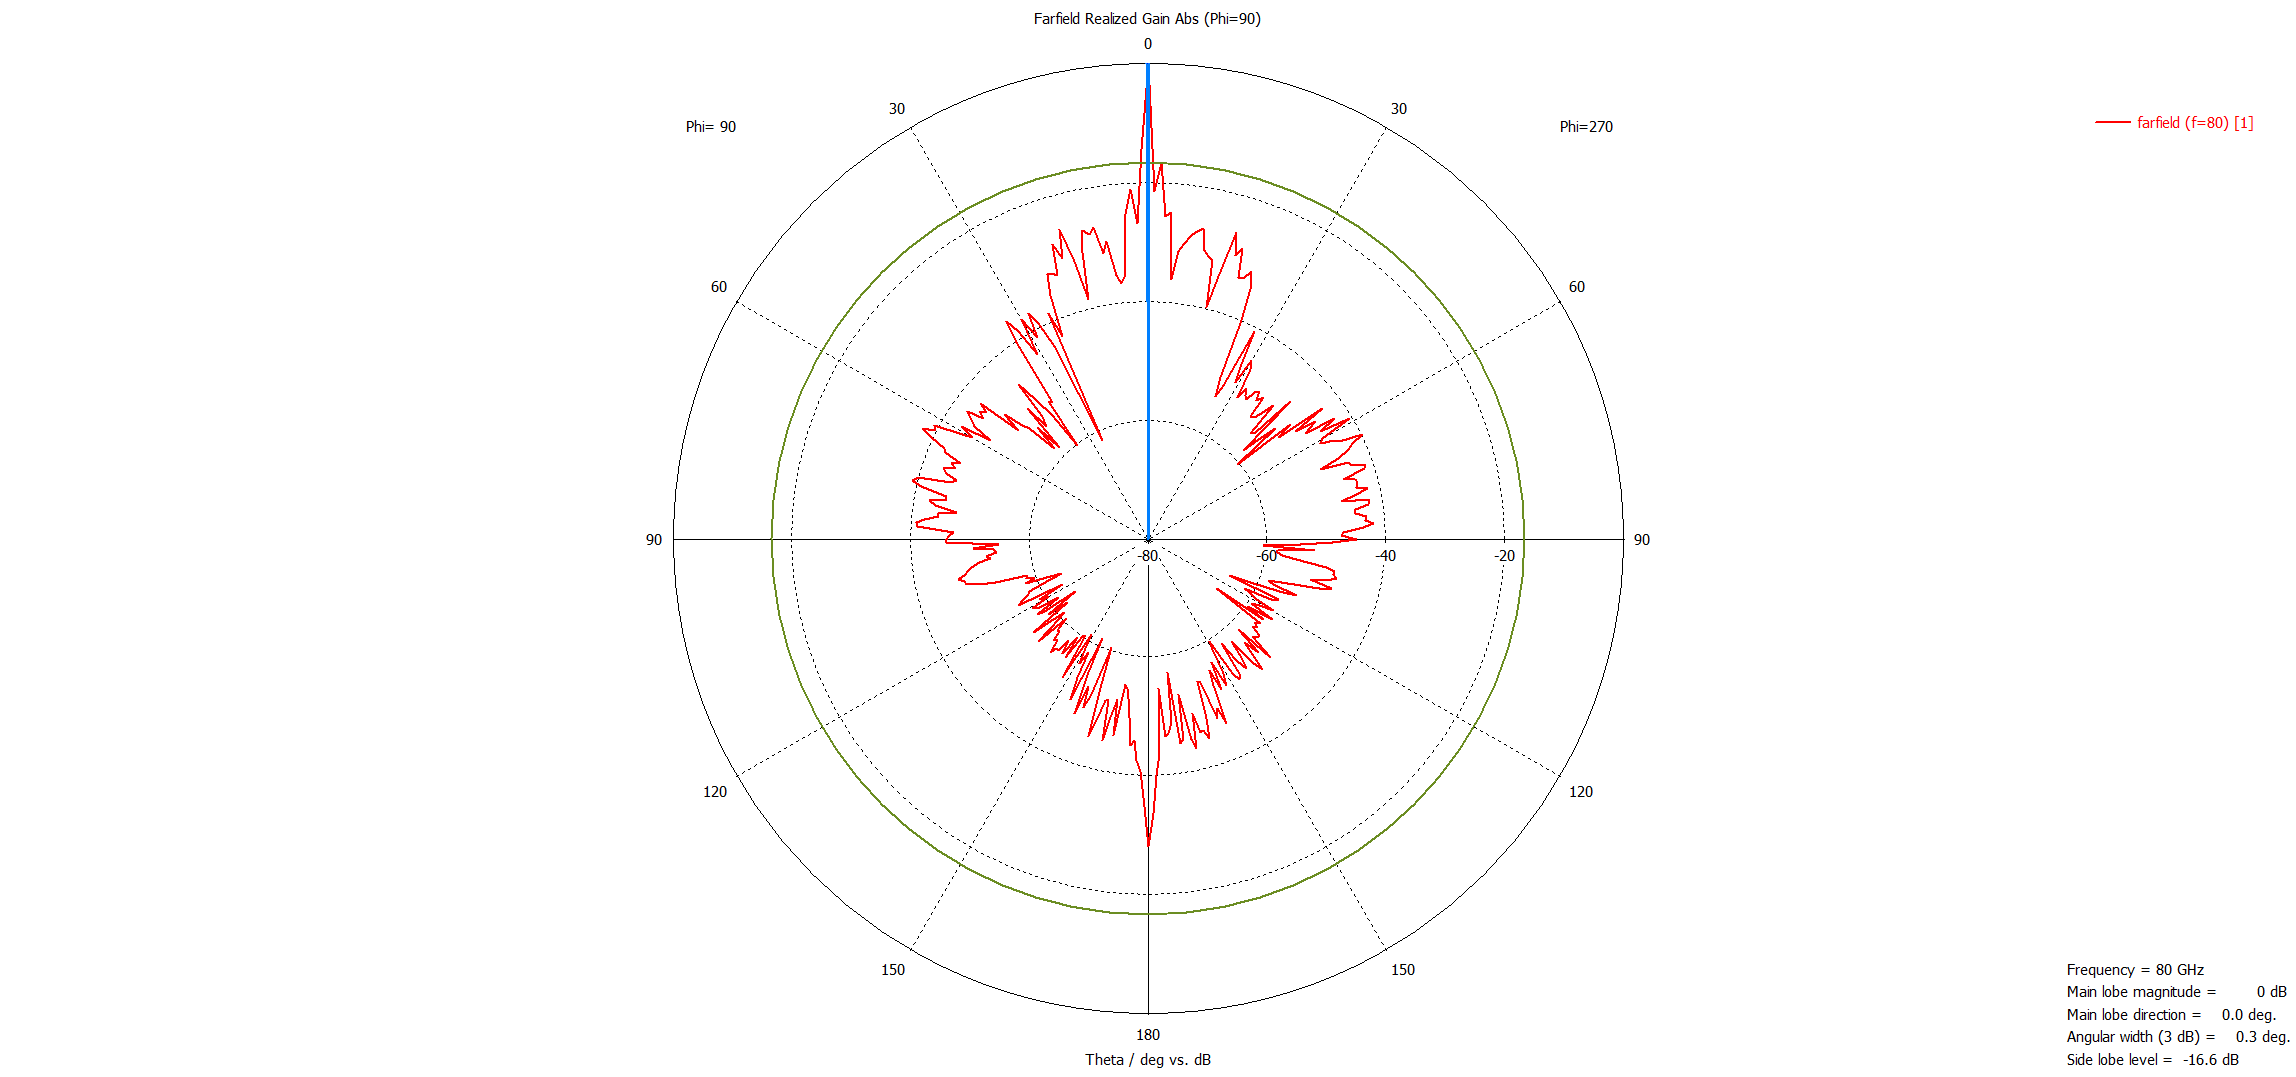 Farfield Realized Gain Abs (Phi=90)
0
30
30
Phi= 90
Phi=270
farfield (f=80) [1]
60
60
90
90
-80
-60
-40
-20
120
120
150
150
180
Theta / deg vs. dB
Frequency = 80 GHz
Main lobe magnitude = 0 dB
Main lobe direction = 0.0 deg.
Angular width (3 dB) = 0.3 deg.
Side lobe level = -16.6 dB